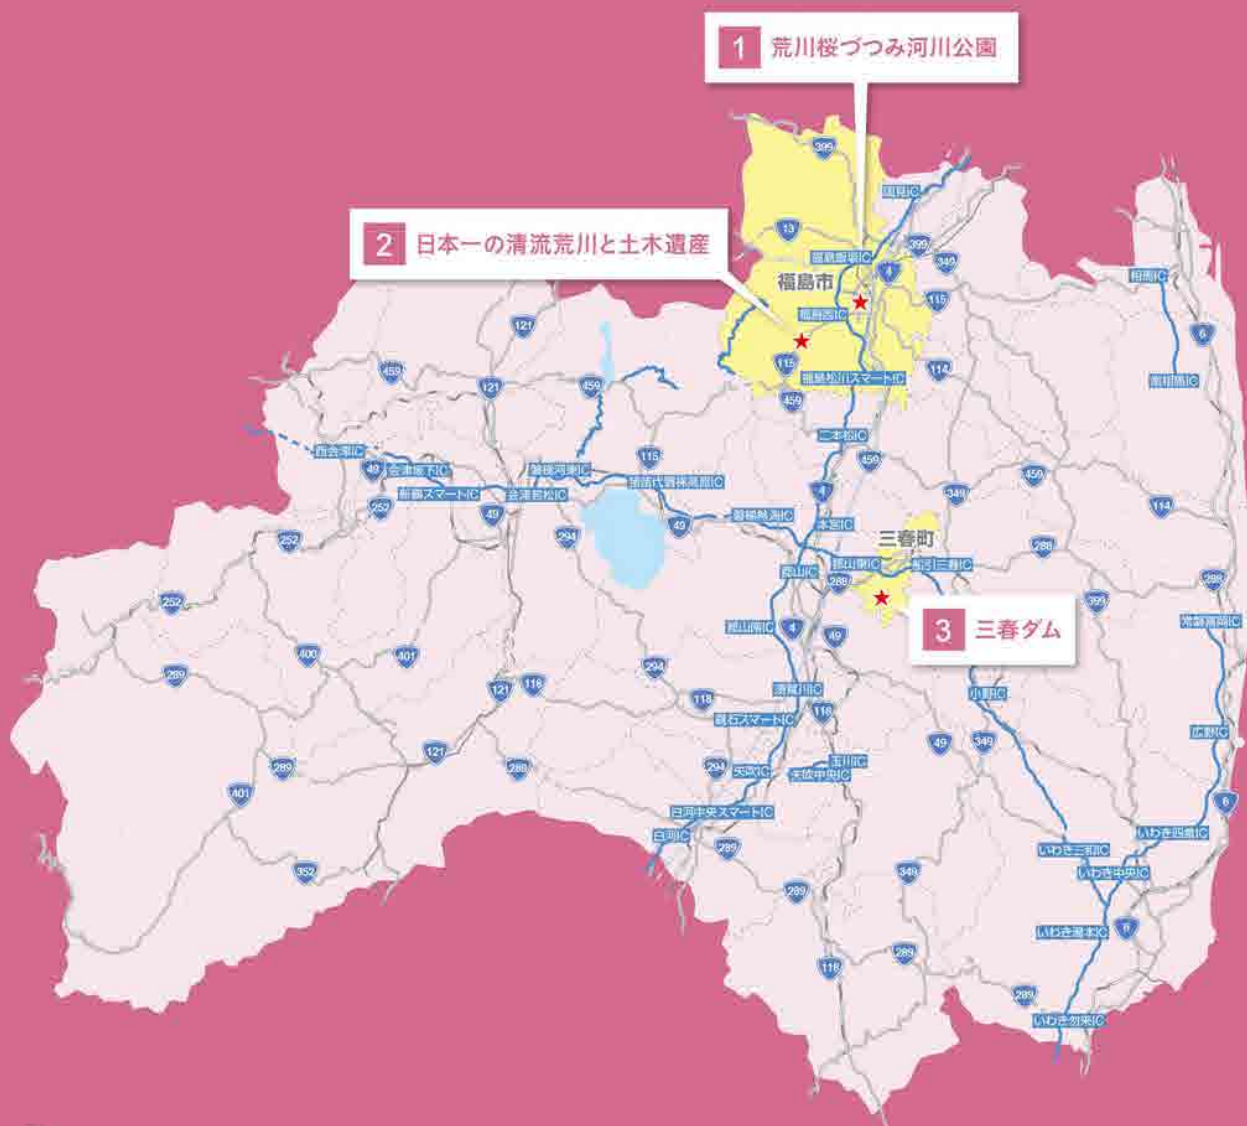 1 荒川桜づつみ河川公園
399
国見IC
2 日本一の清流荒川と土木遺産
13
399
福島飯坂IC
349
4
相馬IC
福島市
115
福島西IC
121
6
115
114
459
福島松川スマートIC
南相馬IC
121
459
459
二本松IC
西会津IC
115
459
49
会津坂下IC
磐梯河東IC
459
猪苗代磐梯高原IC
新鶴スマートIC
会津若松IC
4
349
252
49
114
磐梯熱海IC
49
本宮IC
252
294
三春町
288
郡山東IC
船引三春IC
郡山IC
288
288
252
399
3 三春ダム
常磐富岡IC
郡山南IC
4
49
400
401
294
289
121
118
須賀川IC
小野IC
118
118
鏡石スマートIC
広野IC
121
49
349
289
289
294
矢吹IC
玉川IC
矢吹中央IC
401
6
白河中央スマートIC
白河IC
いわき四倉IC
289
いわき三和IC
352
349
いわき中央IC
289
いわき湯本IC
6
289
118
289
いわき勿来IC